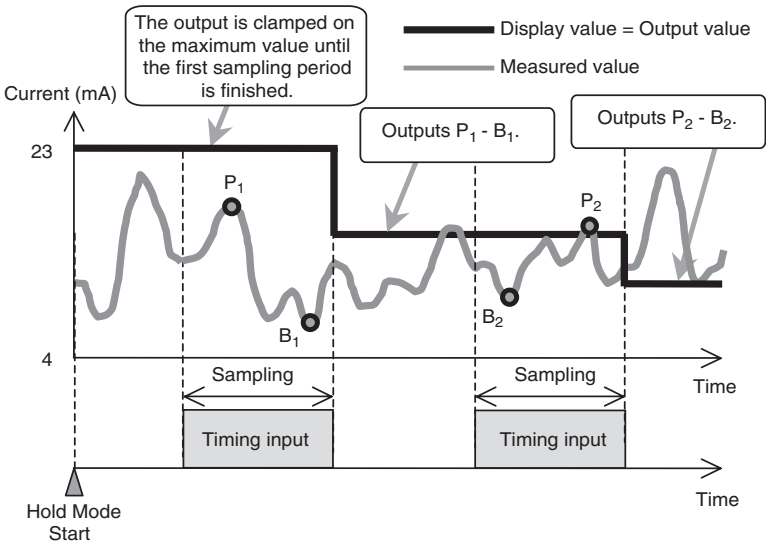 The output is clamped on
the maximum value until
the first sampling period
is finished.
Display value = Output value
Measured value
Current (mA)
Outputs P1 - B1.
Outputs P2 - B2.
23
P1
P2
B1
B2
4
Sampling
Sampling
Time
Timing input
Timing input
Time
Hold Mode
Start